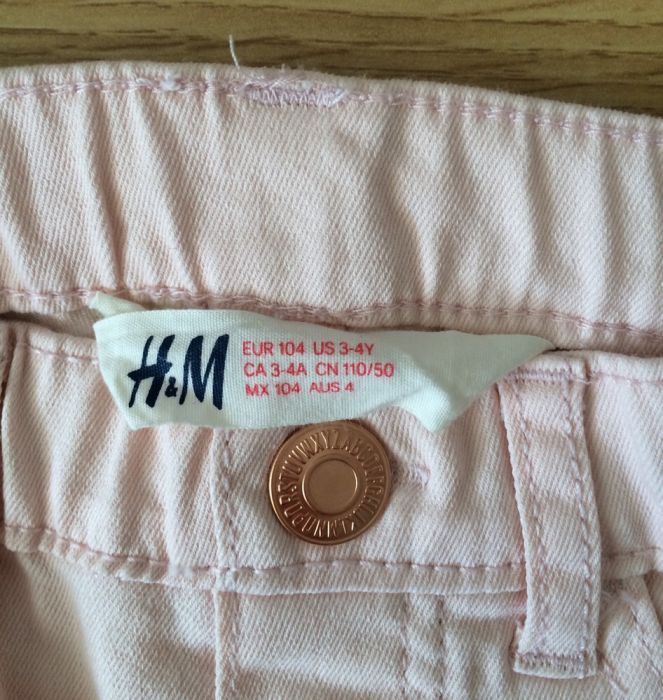 H&M
EUR 104 US 3-4Y
CA 3-4A CN 110/50
MX 104 AUS 4